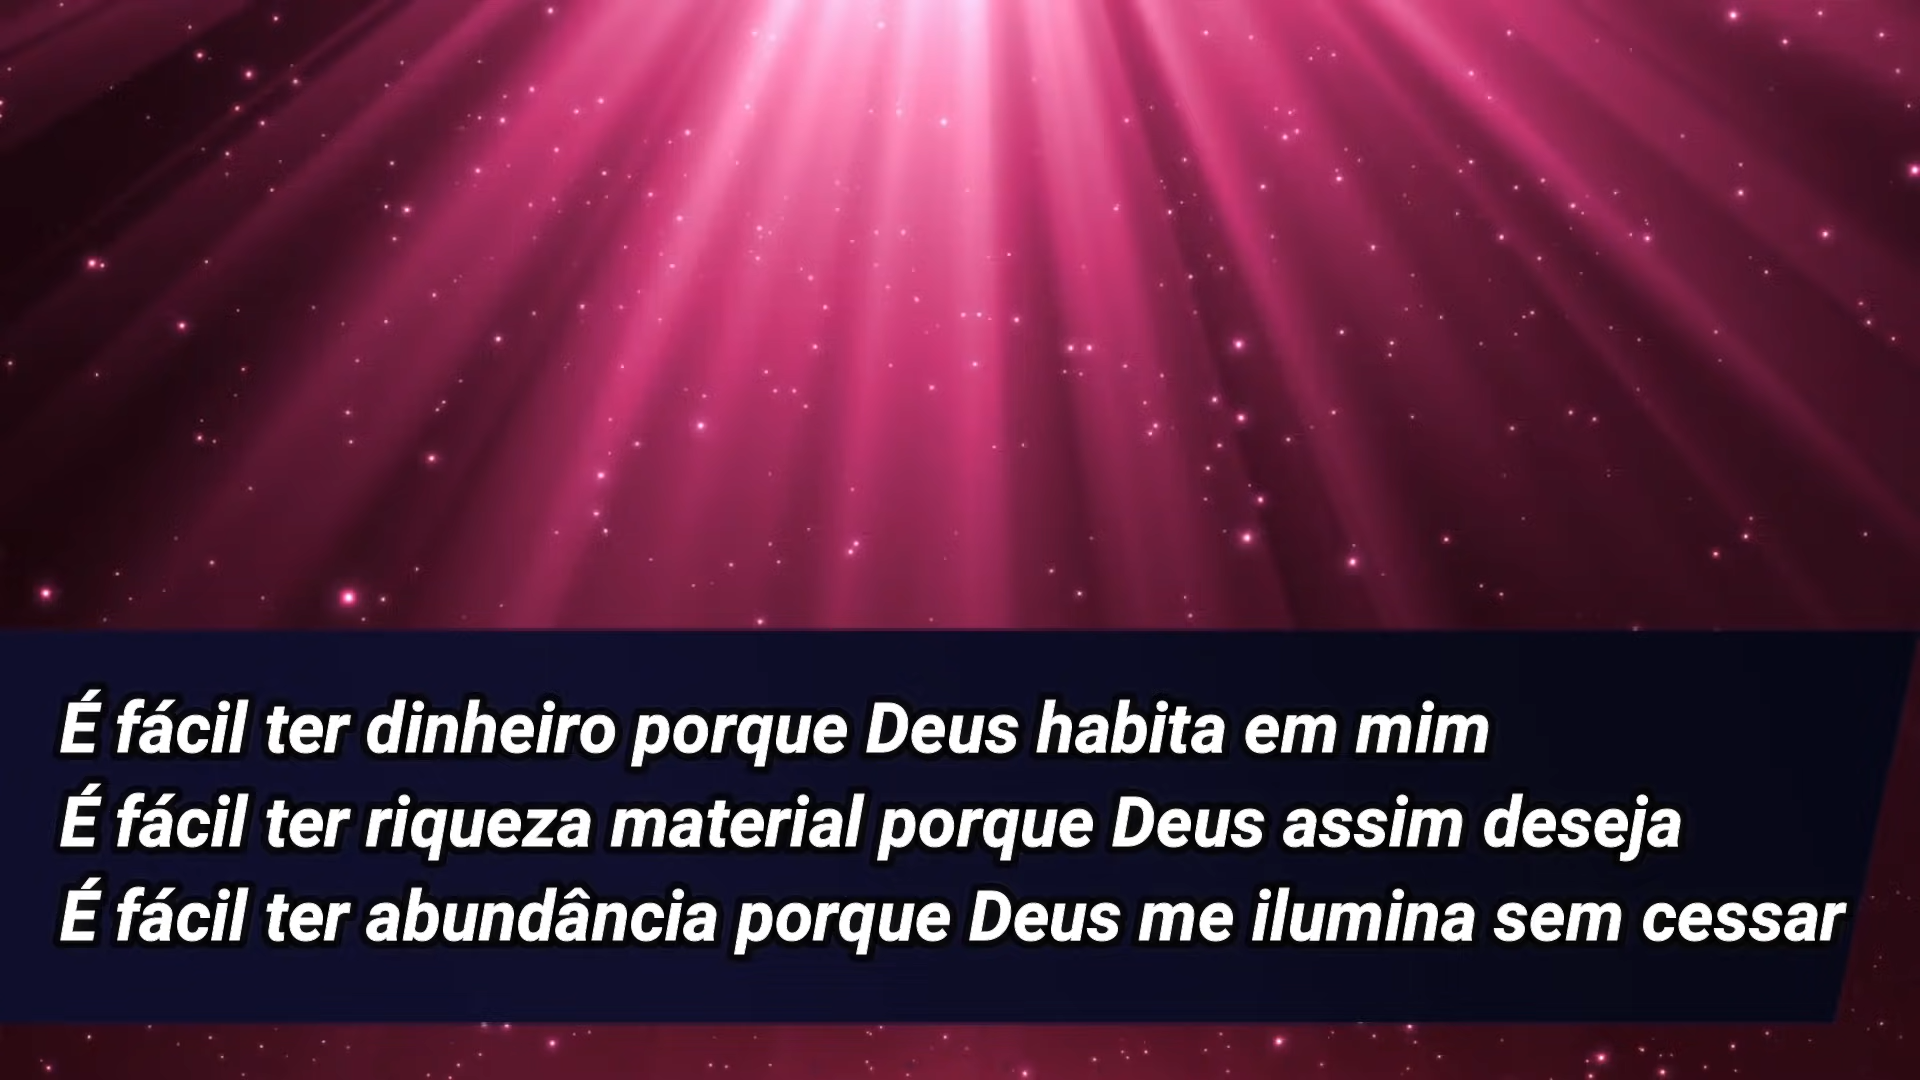 É fácil ter dinheiro porque Deus habita em mim
É fácil ter riqueza material porque Deus assim deseja
É fácil ter abundância porque Deus me ilumina sem cessar